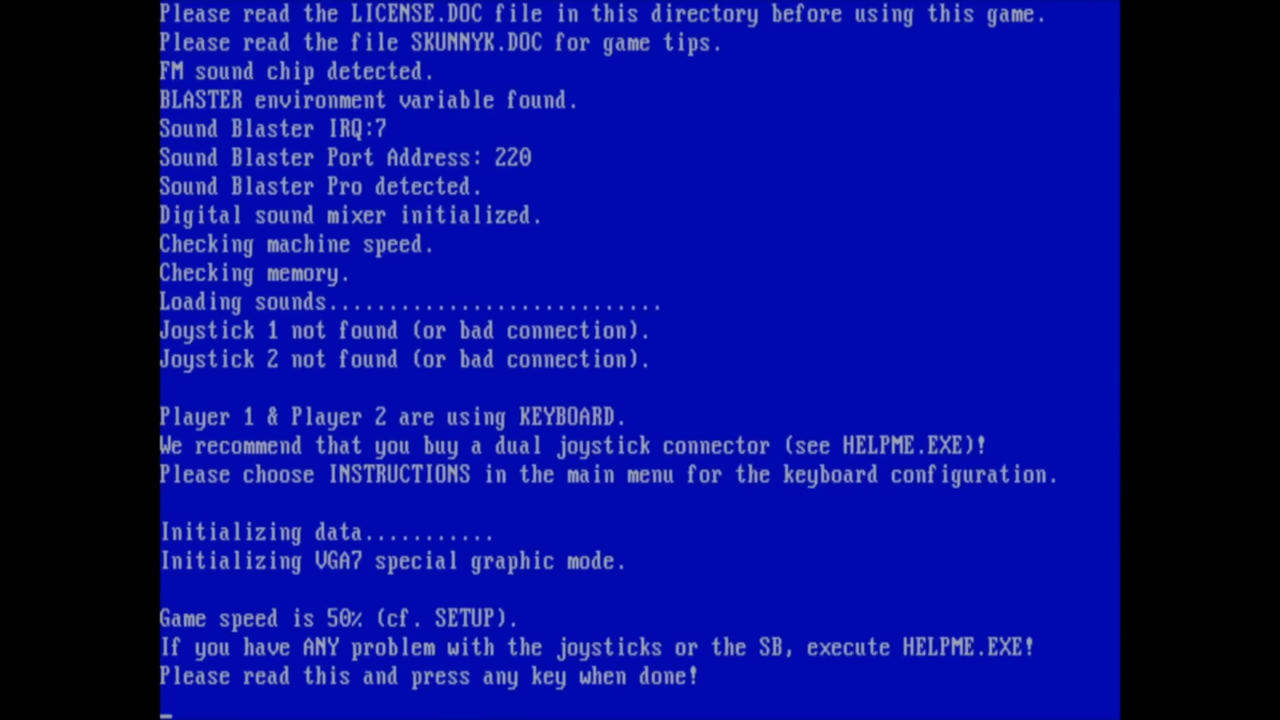 Please read the LICENSE.DOC file in this directory before using this game.
Please read the file SKUNNYK.DOC for game tips.
FM sound chip detected.
BLASTER environment variable found.
Sound Blaster IRQ:7
Sound Blaster Port Address: 220
Sound Blaster Pro detected.
Digital sound mixer initialized.
Checking machine speed.
Checking memory.
Loading sounds............................
Joystick 1 not found (or bad connection).
Joystick 2 not found (or bad connection).
Player 1 & Player 2 are using KEYBOARD.
We recommend that you buy a dual joystick connector (see HELPME.EXE)!
Please choose INSTRUCTIONS in the main menu for the keyboard configuration.
Initializing data...........
Initializing VGA7 special graphic mode.
Game speed is 50% (cf. SETUP).
If you have ANY problem with the joysticks or the SB, execute HELPME.EXE!
Please read this and press any key when done!